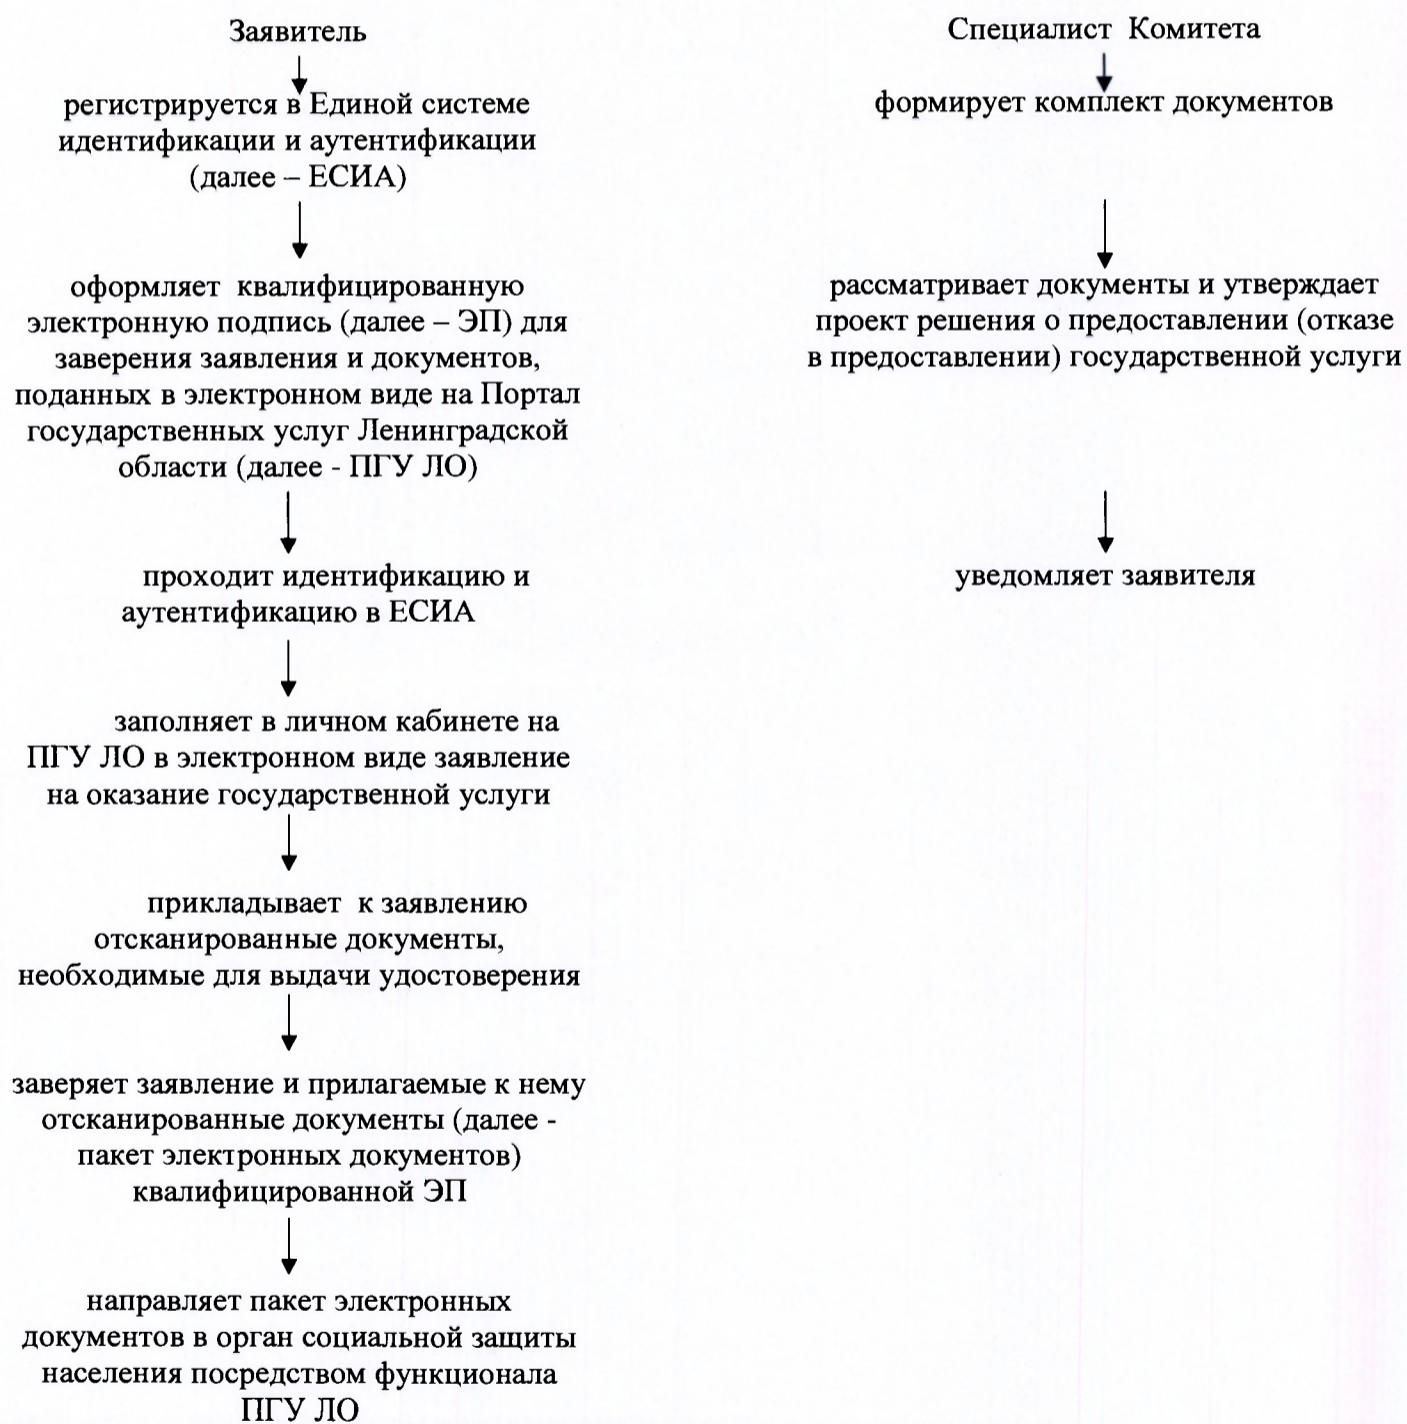 Заявитель
регистрируется в Единой системе
идентификации и аутентификации
(далее – ЕСИА)
оформляет квалифицированную
электронную подпись (далее – ЭП) для
заверения заявления и документов,
поданных в электронном виде на Портал
государственных услуг Ленинградской
области (далее - ПГУ ЛО)
проходит идентификацию и
аутентификацию в ЕСИА
заполняет в личном кабинете на
ПГУ ЛО в электронном виде заявление
на оказание государственной услуги
прикладывает к заявлению
отсканированные документы,
необходимые для выдачи удостоверения
заверяет заявление и прилагаемые к нему
отсканированные документы (далее -
пакет электронных документов)
квалифицированной ЭП
направляет пакет электронных
документов в орган социальной защиты
населения посредством функционала
ПГУ ЛО
Специалист Комитета
формирует комплект документов
рассматривает документы и утверждает
проект решения о предоставлении (отказе
в предоставлении) государственной услуги
уведомляет заявителя